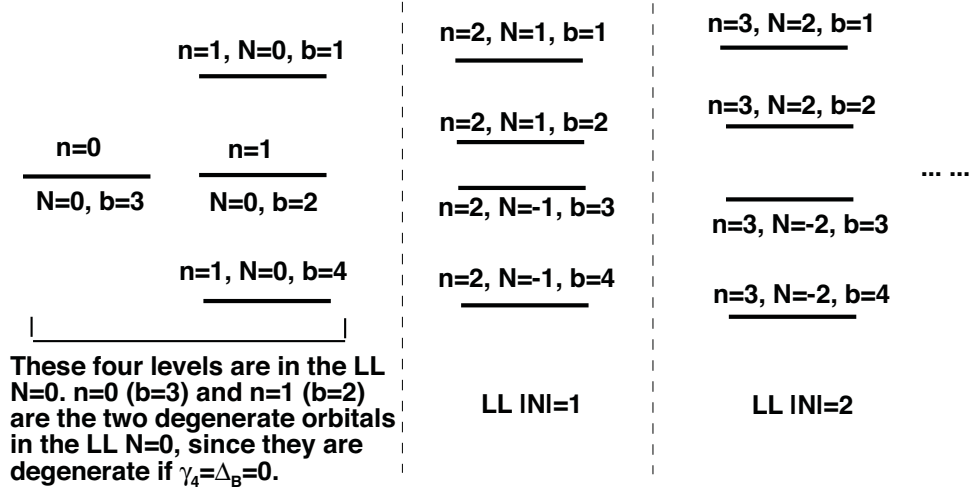 n=1, N=0, b=1
n=0
n=1
N=0, b=3
N=0, b=2
n=1, N=0, b=4
These four levels are in the LL
N=0. n=0 (b=3) and n=1 (b=2)
are the two degenerate orbitals
in the LL N=0, since they are
degenerate if γ₄=Δ_B=0.
n=2, N=1, b=1
n=2, N=1, b=2
n=2, N=-1, b=3
n=2, N=-1, b=4
LL |N|=1
n=3, N=2, b=1
n=3, N=2, b=2
n=3, N=-2, b=3
n=3, N=-2, b=4
LL |N|=2
... ...